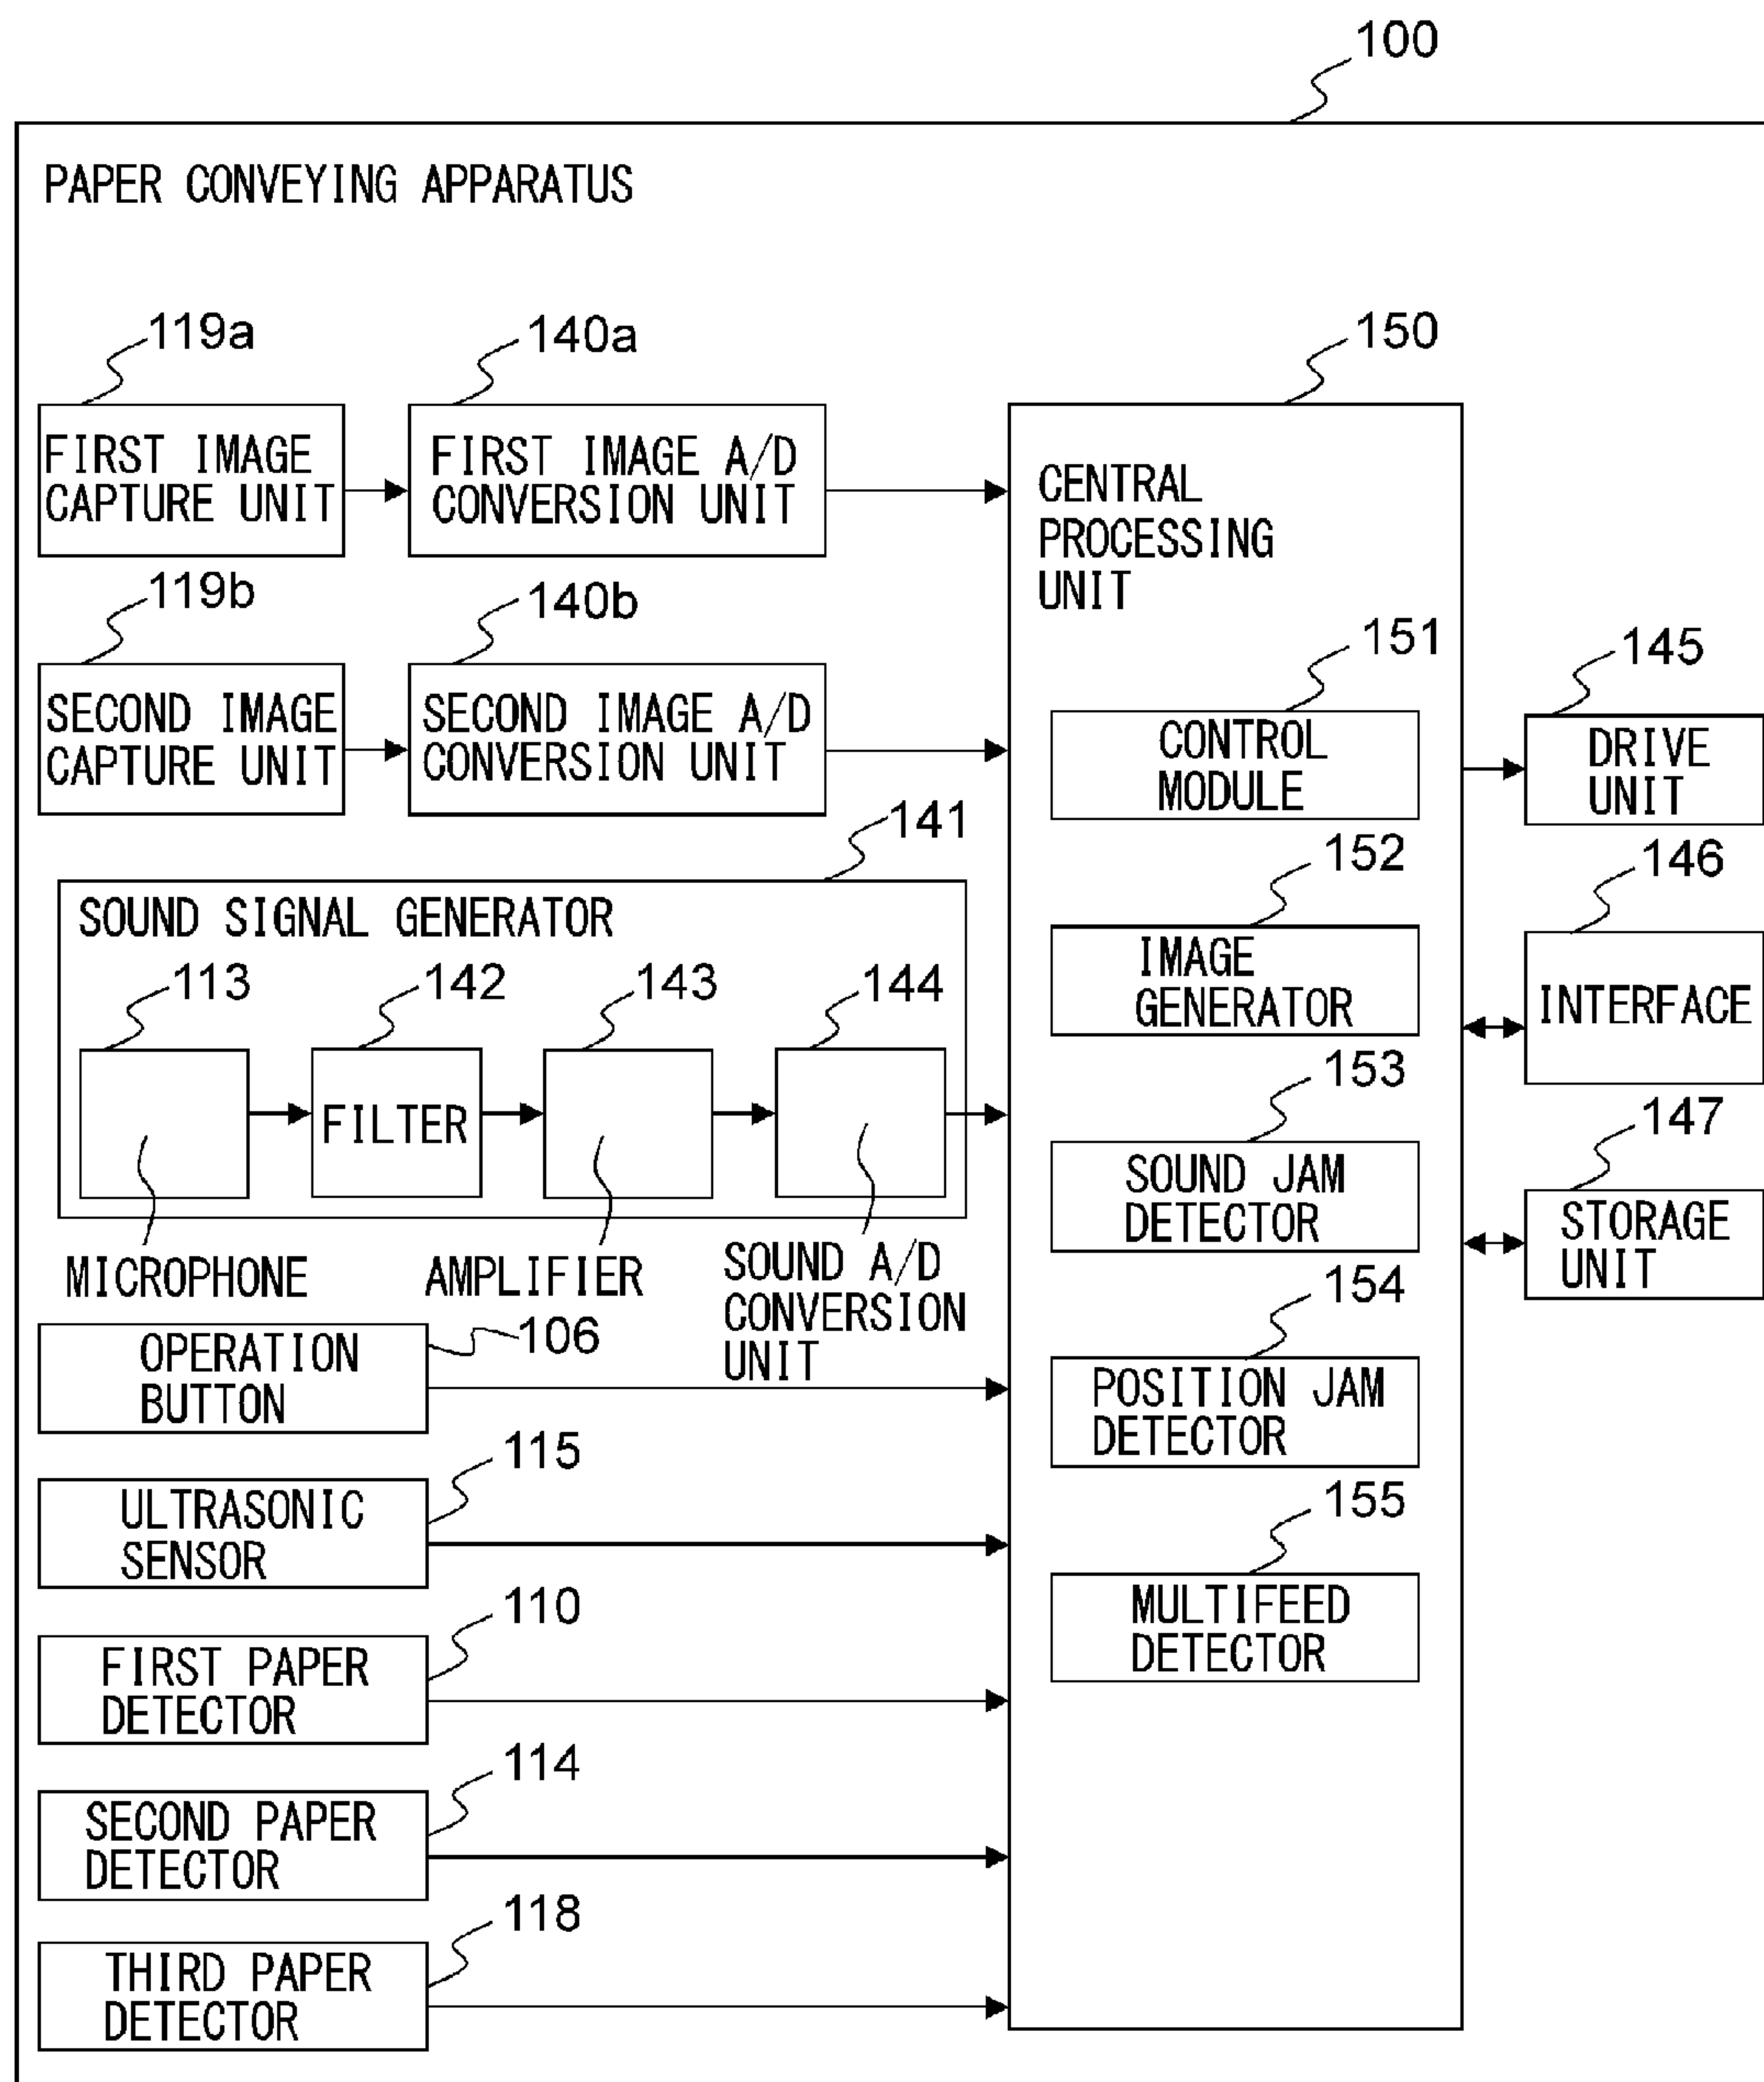 100
PAPER CONVEYING APPARATUS
119a
140a
150
FIRST IMAGE
CAPTURE UNIT
FIRST IMAGE A/D
CONVERSION UNIT
CENTRAL
PROCESSING
UNIT
119b
140b
151
145
SECOND IMAGE
CAPTURE UNIT
SECOND IMAGE A/D
CONVERSION UNIT
CONTROL
MODULE
DRIVE
UNIT
141
152
146
SOUND SIGNAL GENERATOR
IMAGE
GENERATOR
INTERFACE
113
142
143
144
FILTER
153
147
SOUND JAM
DETECTOR
STORAGE
UNIT
MICROPHONE
AMPLIFIER
SOUND A/D
CONVERSION
UNIT
154
106
OPERATION
BUTTON
POSITION JAM
DETECTOR
115
155
ULTRASONIC
SENSOR
110
MULTIFEED
DETECTOR
FIRST PAPER
DETECTOR
114
SECOND PAPER
DETECTOR
118
THIRD PAPER
DETECTOR